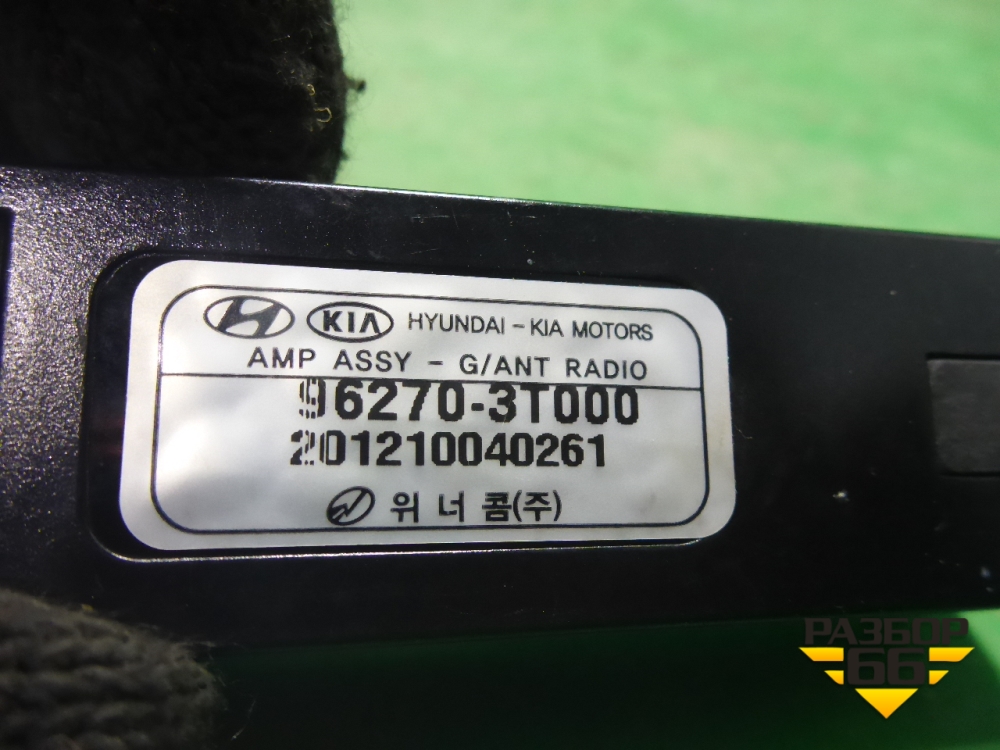 KIA HYUNDAI - KIA MOTORS
AMP ASSY - G/ANT RADIO
96270-3T000
201210040261
위너콤(주)
РАЗБОР
66